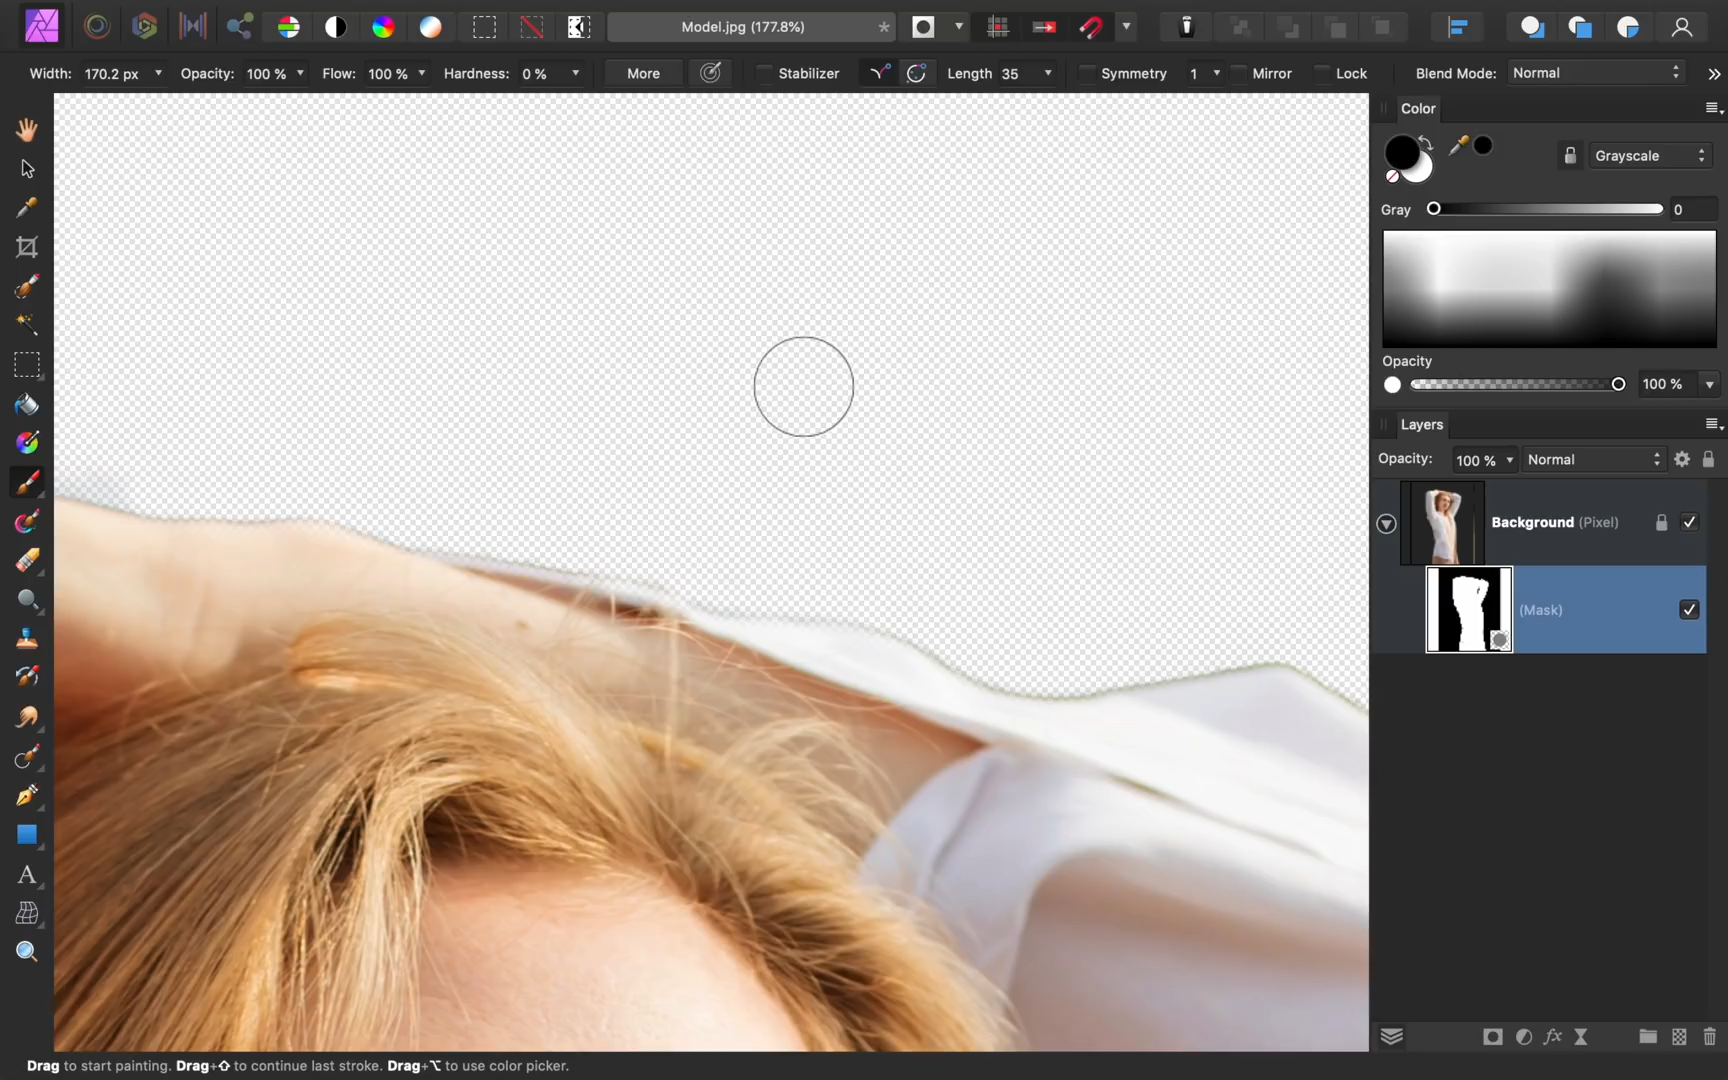 Model.jpg (177.8%)
*
Width: 170.2 px Opacity: 100 % Flow: 100 % Hardness: 0 % More Stabilizer Length 35 Symmetry 1 Mirror Lock Blend Mode: Normal
Color
Grayscale
Gray 0
Opacity
100 %
Layers
Opacity: 100 % Normal
Background (Pixel)
(Mask)
A
fx
Drag to start painting. Drag+⇧ to continue last stroke. Drag+⌥ to use color picker.